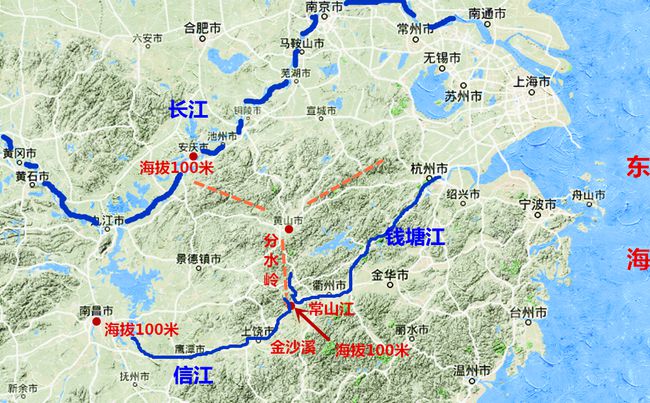 南京市
南通市
合肥市
常州市
六安市
马鞍山市
无锡市
芜湖市
上海市
苏州市
长江
铜陵市
宣城市
池州市
黄冈市
安庆市
杭州市
海拔100米
东
黄石市
绍兴市
舟山市
宁波市
九江市
黄山市
钱塘江
分水岭
海
景德镇市
衢州市
金华市
南昌市
常山江
台州市
海拔100米
上饶市
丽水市
金沙溪
海拔100米
鹰潭市
信江
抚州市
温州市
新余市